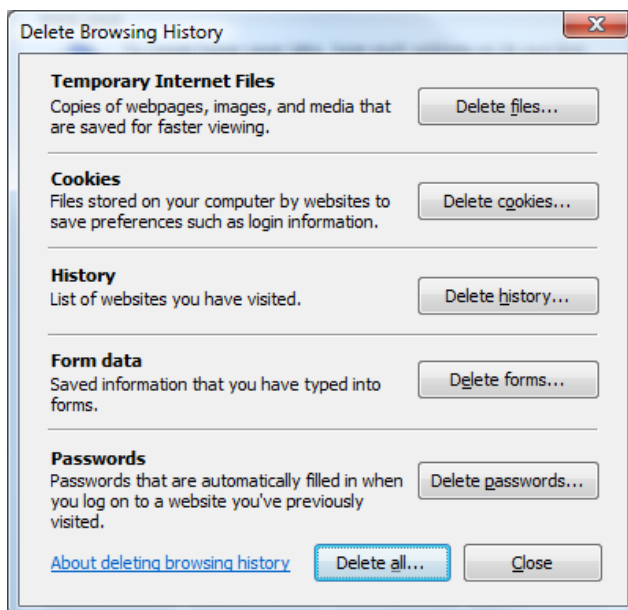 Delete Browsing History
Temporary Internet Files
Copies of webpages, images, and media that
are saved for faster viewing.
Delete files...
Cookies
Files stored on your computer by websites to
save preferences such as login information.
Delete cookies...
History
List of websites you have visited.
Delete history...
Form data
Saved information that you have typed into
forms.
Delete forms...
Passwords
Passwords that are automatically filled in when
you log on to a website you've previously
visited.
Delete passwords...
About deleting browsing history
Delete all...
Close